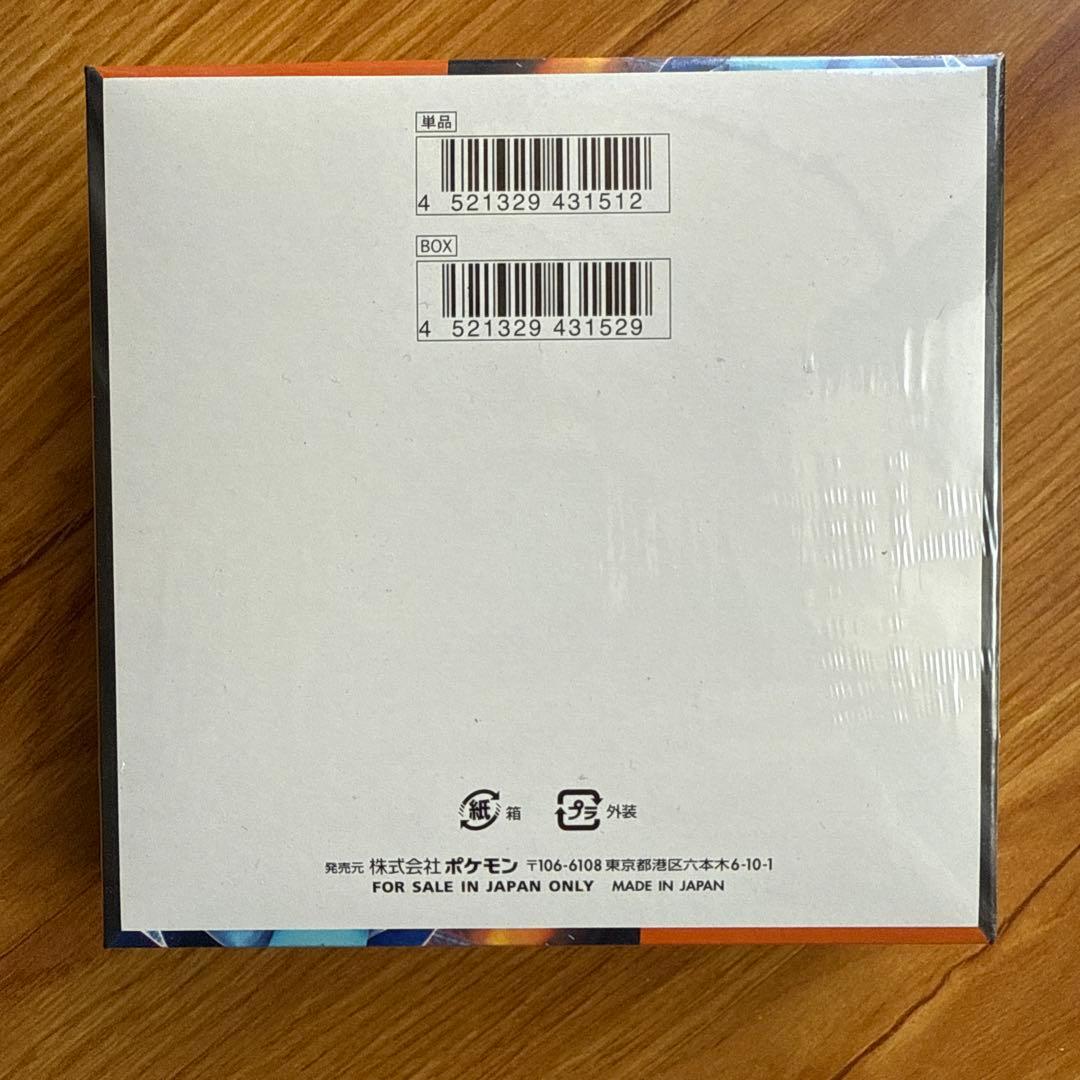 単品
4 521329 431512
BOX
4 521329 431529
紙 箱 プラ 外装
発売元 株式会社 ポケモン 〒106-6108 東京都港区六本木6-10-1
FOR SALE IN JAPAN ONLY MADE IN JAPAN